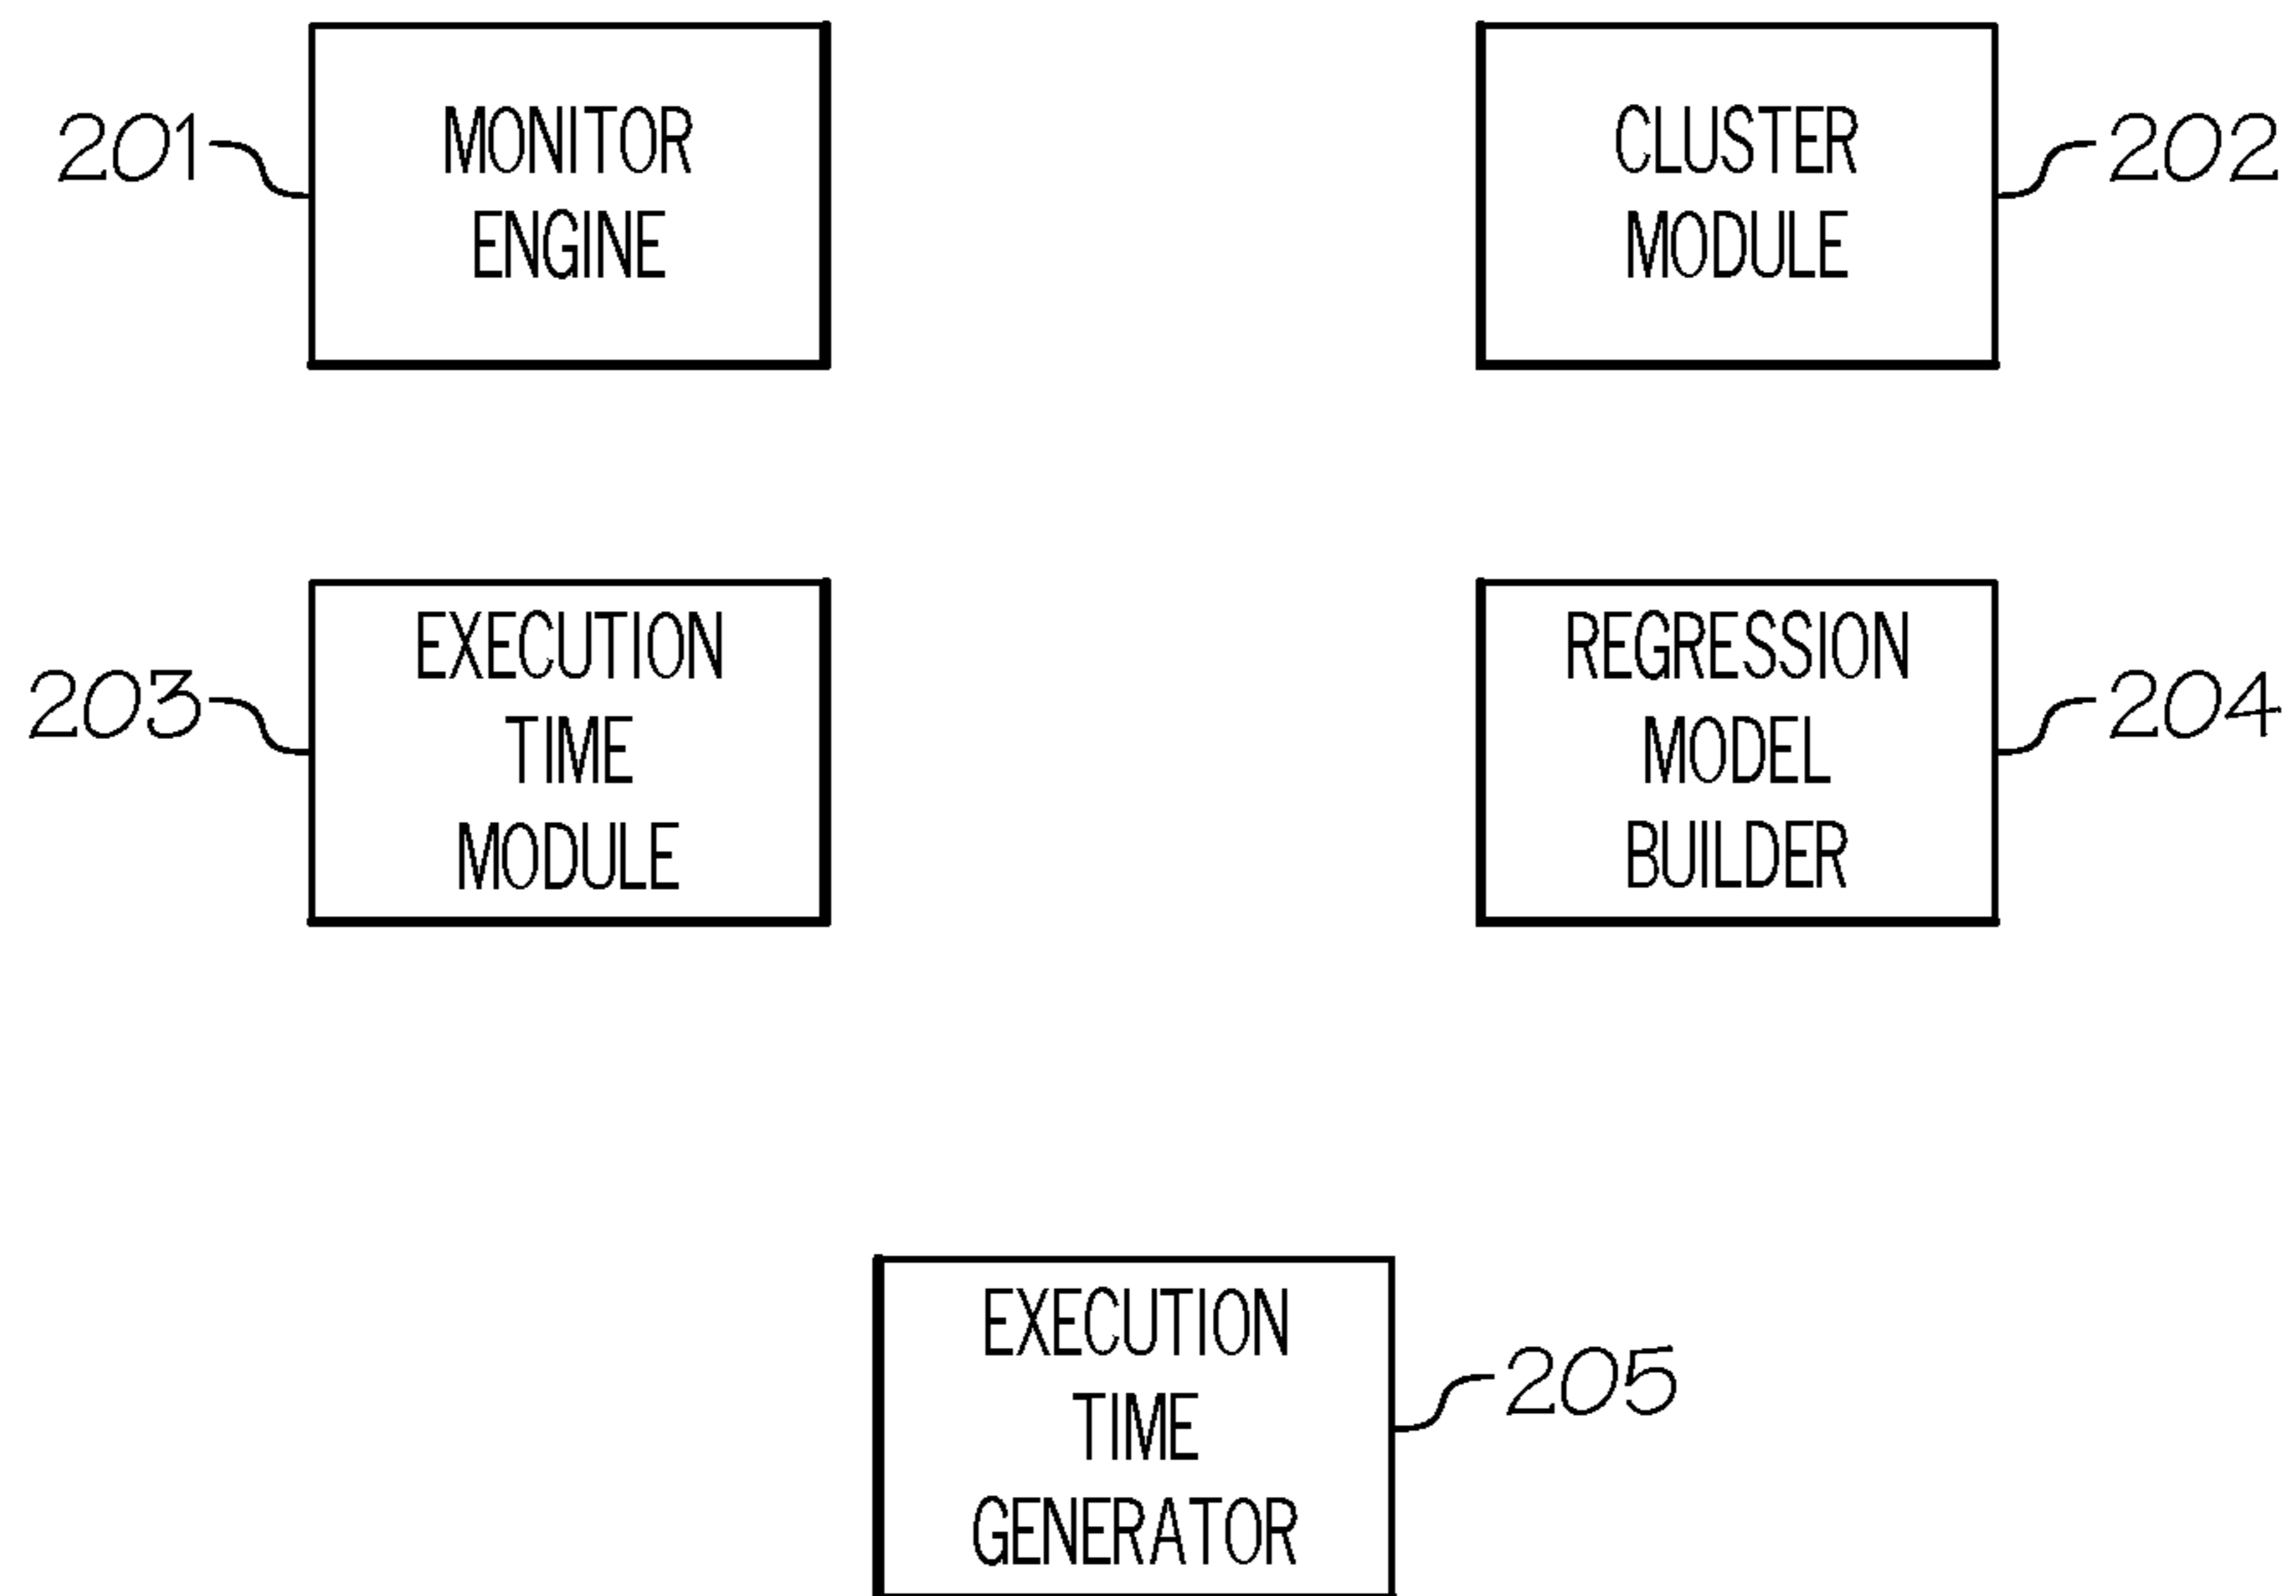 201
MONITOR
ENGINE
CLUSTER
MODULE
202
203
EXECUTION
TIME
MODULE
REGRESSION
MODEL
BUILDER
204
EXECUTION
TIME
GENERATOR
205